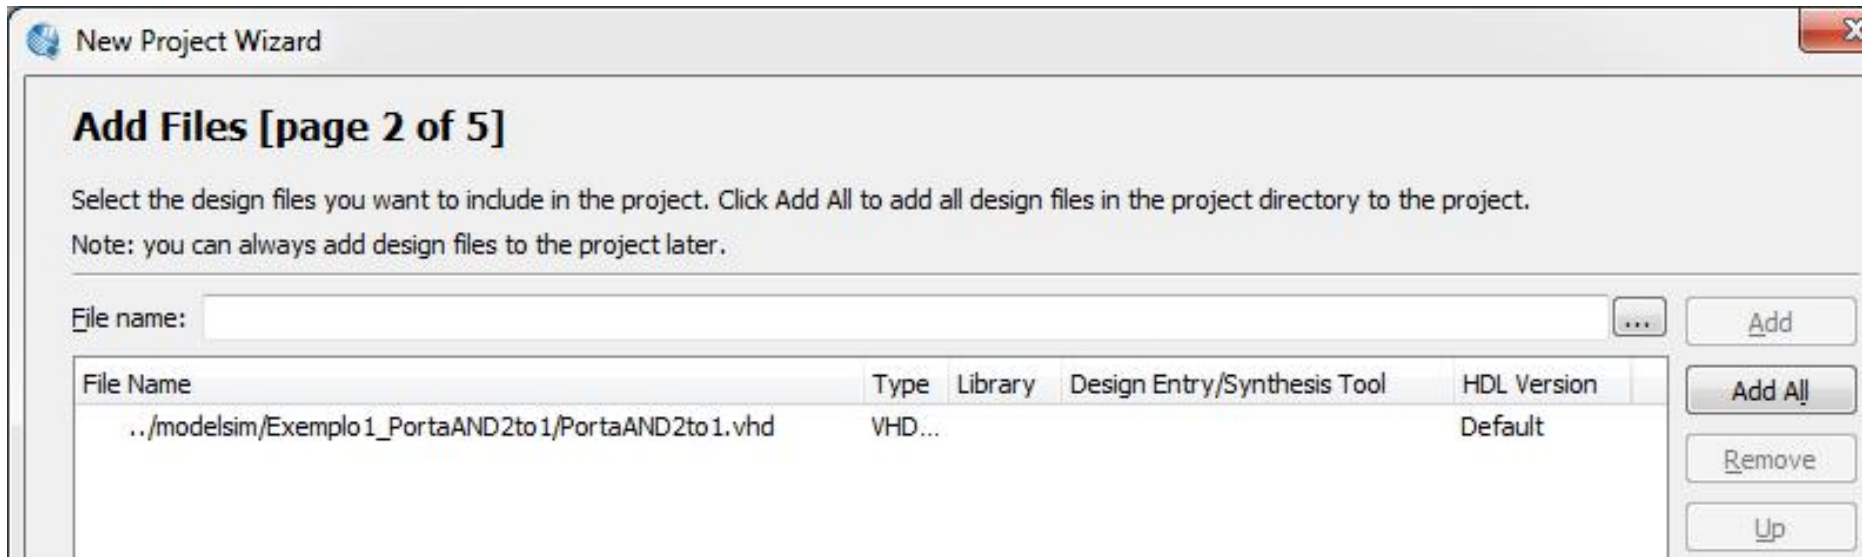 New Project Wizard
Add Files [page 2 of 5]
Select the design files you want to include in the project. Click Add All to add all design files in the project directory to the project.
Note: you can always add design files to the project later.
File name: ... Add
File Name Type Library Design Entry/Synthesis Tool HDL Version Add All
../modelsim/Exemplo1_PortaAND2to1/PortaAND2to1.vhd VHD... Default
Remove
Up